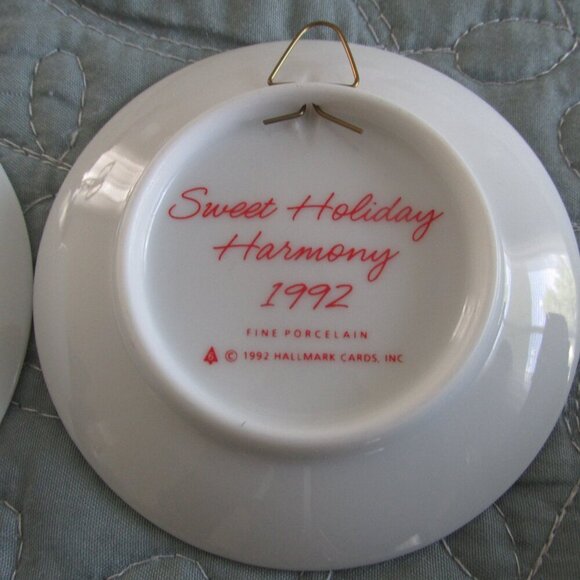 Sweet Holiday
Harmony
1992
FINE PORCELAIN
© 1992 HALLMARK CARDS, INC